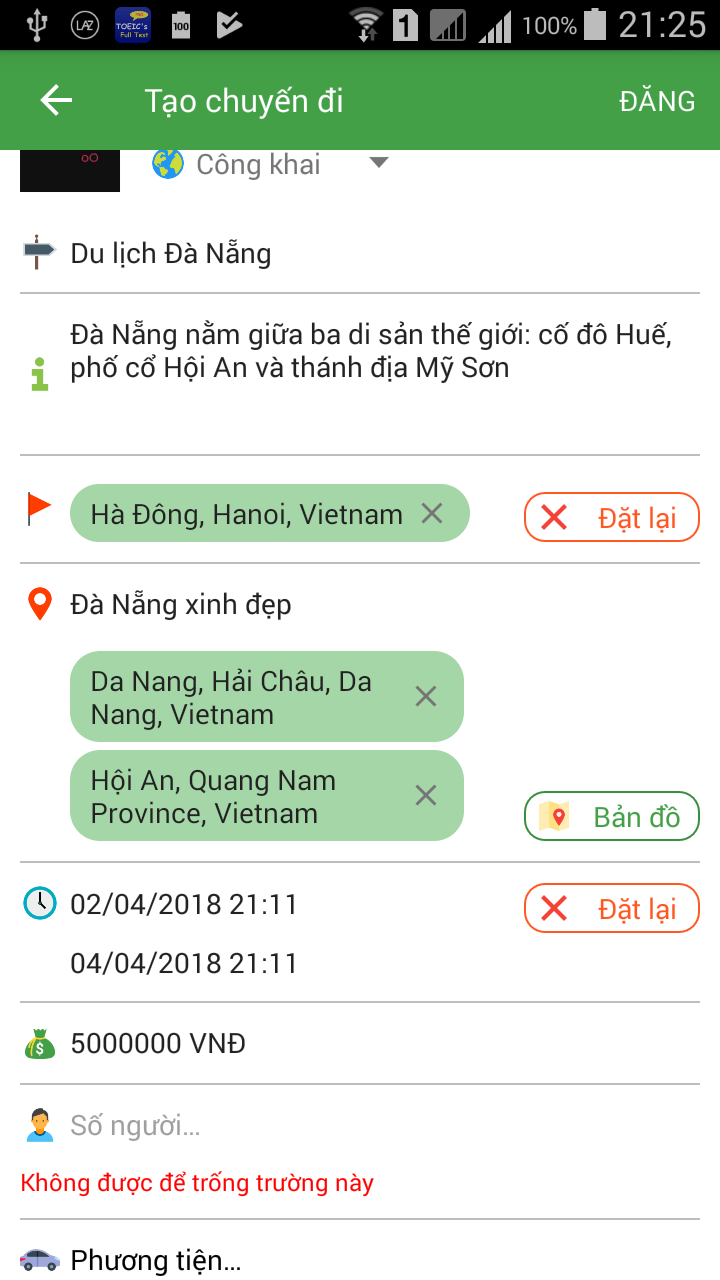 LAZ
TOEIC's
Full Test
100
1
100%
21:25
Tạo chuyến đi
ĐĂNG
Công khai
Du lịch Đà Nẵng
Đà Nẵng nằm giữa ba di sản thế giới: cố đô Huế,
phố cổ Hội An và thánh địa Mỹ Sơn
Hà Đông, Hanoi, Vietnam
Đặt lại
Đà Nẵng xinh đẹp
Da Nang, Hải Châu, Da
Nang, Vietnam
Hội An, Quang Nam
Province, Vietnam
Bản đồ
02/04/2018 21:11
Đặt lại
04/04/2018 21:11
5000000 VNĐ
Số người...
Không được để trống trường này
Phương tiện...